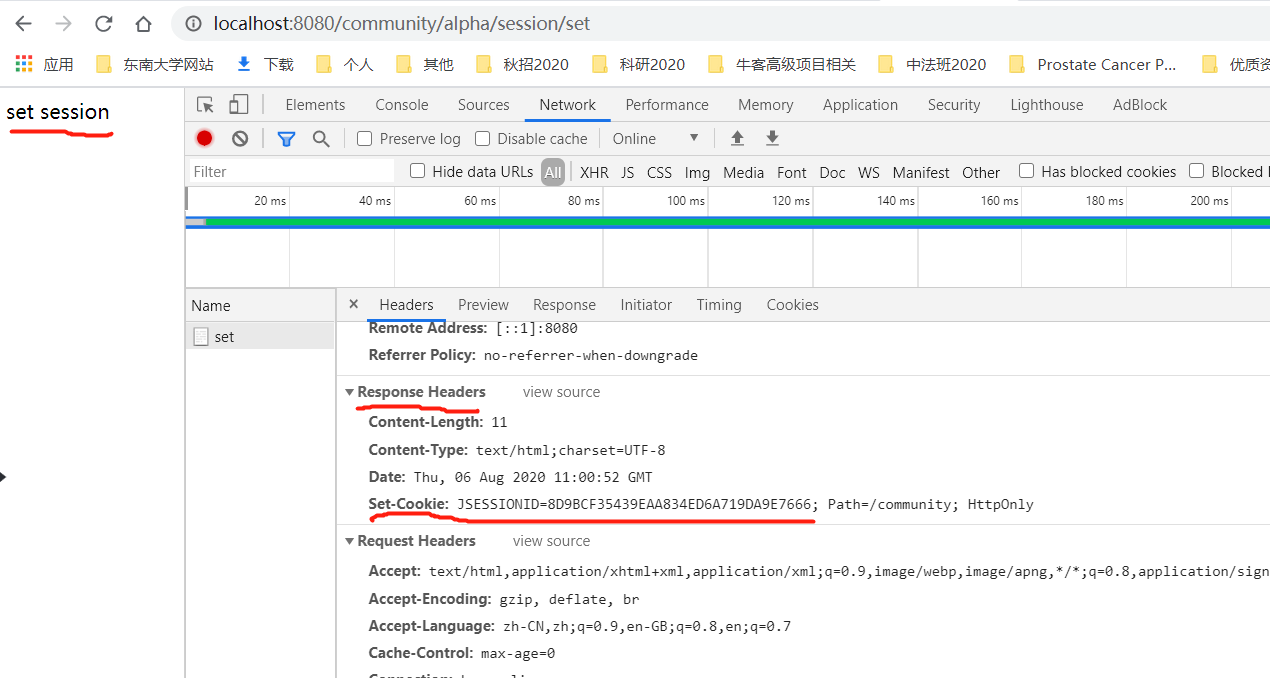 localhost:8080/community/alpha/session/set
应用 东南大学网站 下载 个人 其他 秋招2020 科研2020 牛客高级项目相关 中法班2020 Prostate Cancer P... 优质资
set session
Elements Console Sources Network Performance Memory Application Security Lighthouse AdBlock
Preserve log Disable cache Online
Filter Hide data URLs All XHR JS CSS Img Media Font Doc WS Manifest Other Has blocked cookies Blocked
20 ms 40 ms 60 ms 80 ms 100 ms 120 ms 140 ms 160 ms 180 ms 200 ms
Name
× Headers Preview Response Initiator Timing Cookies
set
Remote Address: [::1]:8080
Referrer Policy: no-referrer-when-downgrade
Response Headers view source
Content-Length: 11
Content-Type: text/html;charset=UTF-8
Date: Thu, 06 Aug 2020 11:00:52 GMT
Set-Cookie: JSESSIONID=8D9BCF35439EAA834ED6A719DA9E7666; Path=/community; HttpOnly
Request Headers view source
Accept: text/html,application/xhtml+xml,application/xml;q=0.9,image/webp,image/apng,*/*;q=0.8,application/sign
Accept-Encoding: gzip, deflate, br
Accept-Language: zh-CN,zh;q=0.9,en-GB;q=0.8,en;q=0.7
Cache-Control: max-age=0